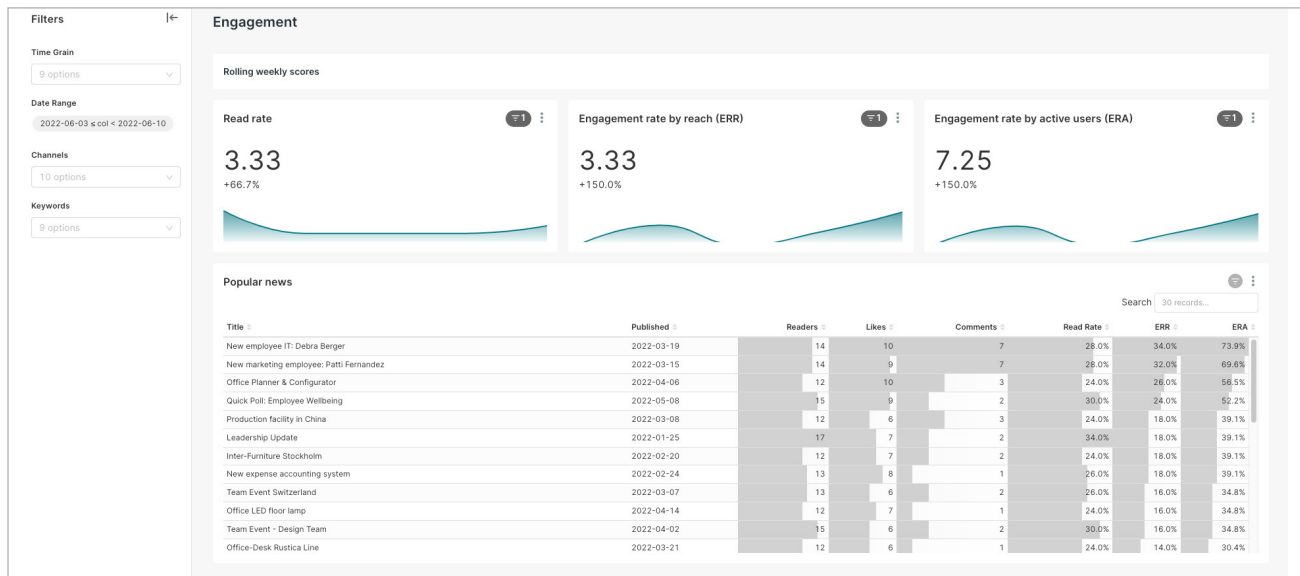 Filters
Time Grain
9 options
Date Range
2022-06-03 ≤ col < 2022-06-10
Channels
10 options
Keywords
9 options
Engagement
Rolling weekly scores
Read rate
1
3.33
+66.7%
Engagement rate by reach (ERR)
1
3.33
+150.0%
Engagement rate by active users (ERA)
1
7.25
+150.0%
Popular news
Search 30 records...
Title Published Readers Likes Comments Read Rate ERR ERA
New employee IT: Debra Berger 2022-03-19 14 10 7 28.0% 34.0% 73.9%
New marketing employee: Patti Fernandez 2022-03-15 14 9 7 28.0% 32.0% 69.6%
Office Planner & Configurator 2022-04-06 12 10 3 24.0% 26.0% 56.5%
Quick Poll: Employee Wellbeing 2022-05-08 15 9 2 30.0% 24.0% 52.2%
Production facility in China 2022-03-08 12 6 3 24.0% 18.0% 39.1%
Leadership Update 2022-01-25 17 7 2 34.0% 18.0% 39.1%
Inter-Furniture Stockholm 2022-02-20 12 7 2 24.0% 18.0% 39.1%
New expense accounting system 2022-02-24 13 8 1 26.0% 18.0% 39.1%
Team Event Switzerland 2022-03-07 13 6 2 26.0% 16.0% 34.8%
Office LED floor lamp 2022-04-14 12 7 1 24.0% 16.0% 34.8%
Team Event - Design Team 2022-04-02 15 6 2 30.0% 16.0% 34.8%
Office-Desk Rustica Line 2022-03-21 12 6 1 24.0% 14.0% 30.4%